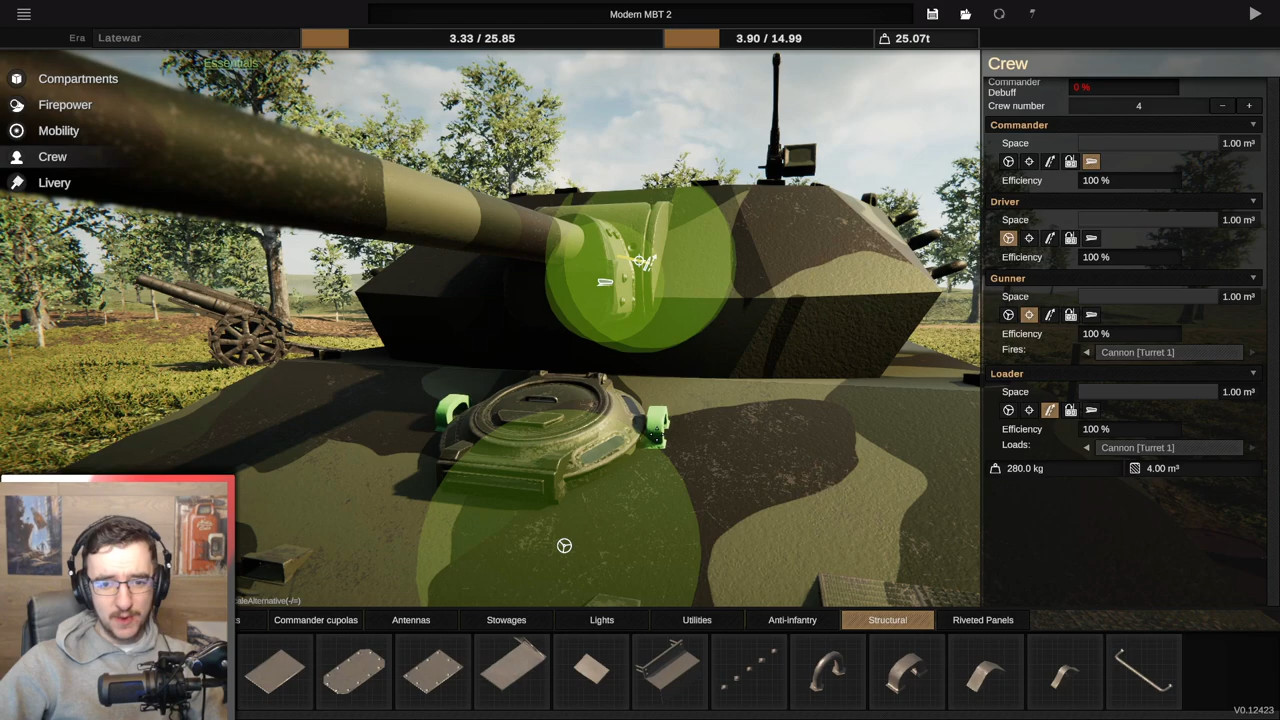 Modern MBT 2
Era Latewar 3.33 / 25.85 3.90 / 14.99 25.07t
Essentials
Compartments
Firepower
Mobility
Crew
Livery
Crew
Commander Debuff 0 %
Crew number 4 − +
Commander
Space 1.00 m³
Efficiency 100 %
Driver
Space 1.00 m³
Efficiency 100 %
Gunner
Space 1.00 m³
Efficiency 100 %
Fires: Cannon [Turret 1]
Loader
Space 1.00 m³
Efficiency 100 %
Loads: Cannon [Turret 1]
280.0 kg 4.00 m³
aleAlternative(-/=)
s Commander cupolas Antennas Stowages Lights Utilities Anti-infantry Structural Riveted Panels
V0.12423